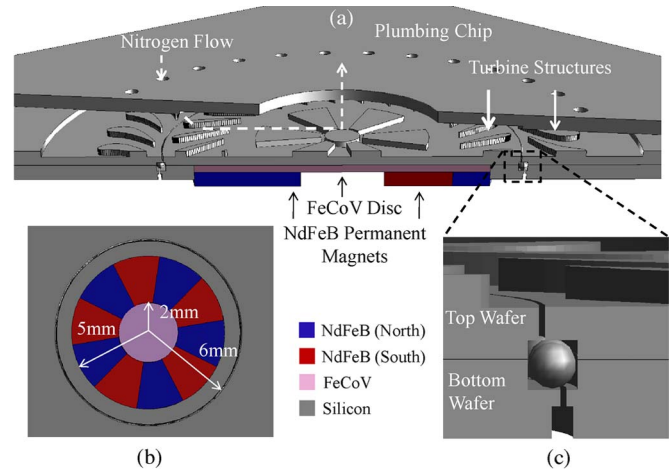 (a)
Nitrogen Flow
Plumbing Chip
Turbine Structures
FeCoV Disc
NdFeB Permanent
Magnets
2mm
5mm
6mm
NdFeB (North)
NdFeB (South)
FeCoV
Silicon
Top Wafer
Bottom
Wafer
(b)
(c)